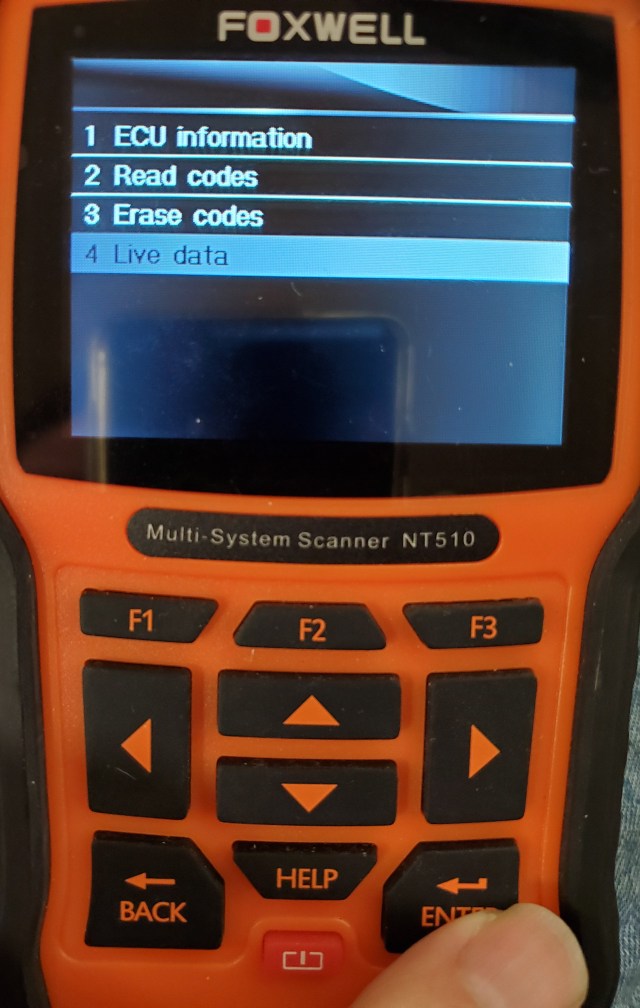 FOXWELL
1 ECU information
2 Read codes
3 Erase codes
4 Live data
Multi-System Scanner NT510
F1
F2
F3
BACK
HELP
ENTER